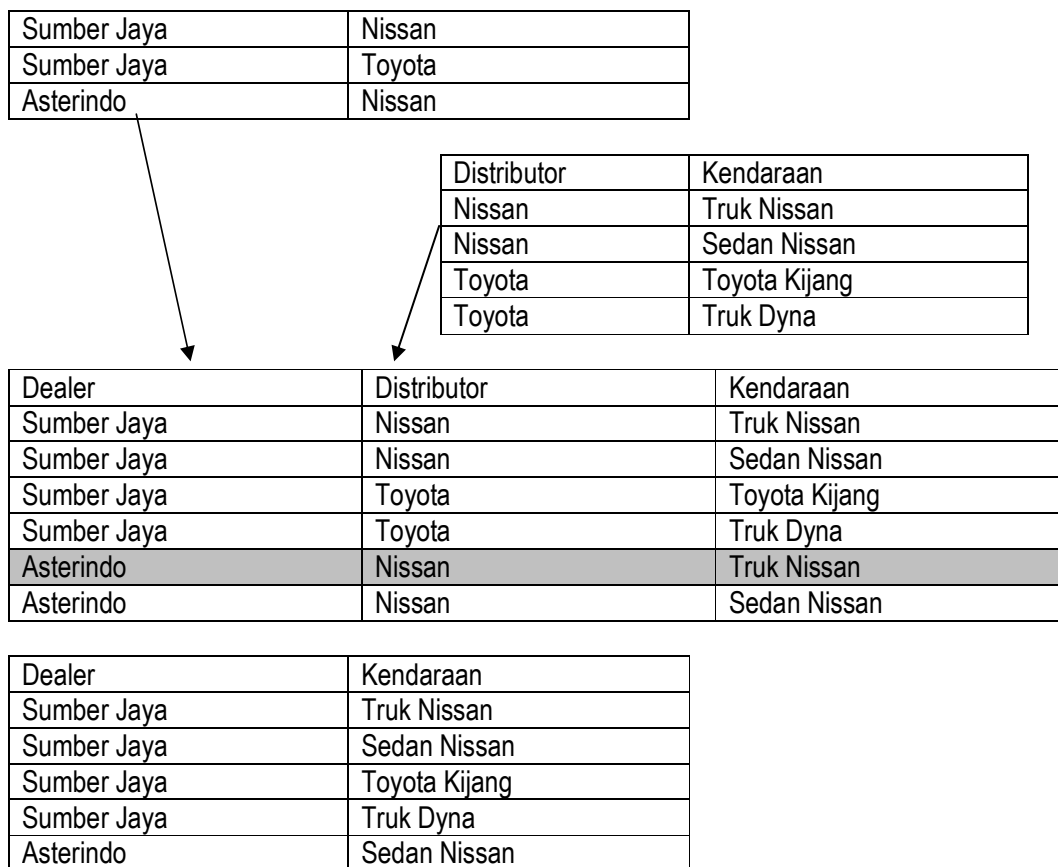 Sumber Jaya Nissan
Sumber Jaya Toyota
Asterindo Nissan
Distributor Kendaraan
Nissan Truk Nissan
Nissan Sedan Nissan
Toyota Toyota Kijang
Toyota Truk Dyna
Dealer Distributor Kendaraan
Sumber Jaya Nissan Truk Nissan
Sumber Jaya Nissan Sedan Nissan
Sumber Jaya Toyota Toyota Kijang
Sumber Jaya Toyota Truk Dyna
Asterindo Nissan Truk Nissan
Asterindo Nissan Sedan Nissan
Dealer Kendaraan
Sumber Jaya Truk Nissan
Sumber Jaya Sedan Nissan
Sumber Jaya Toyota Kijang
Sumber Jaya Truk Dyna
Asterindo Sedan Nissan